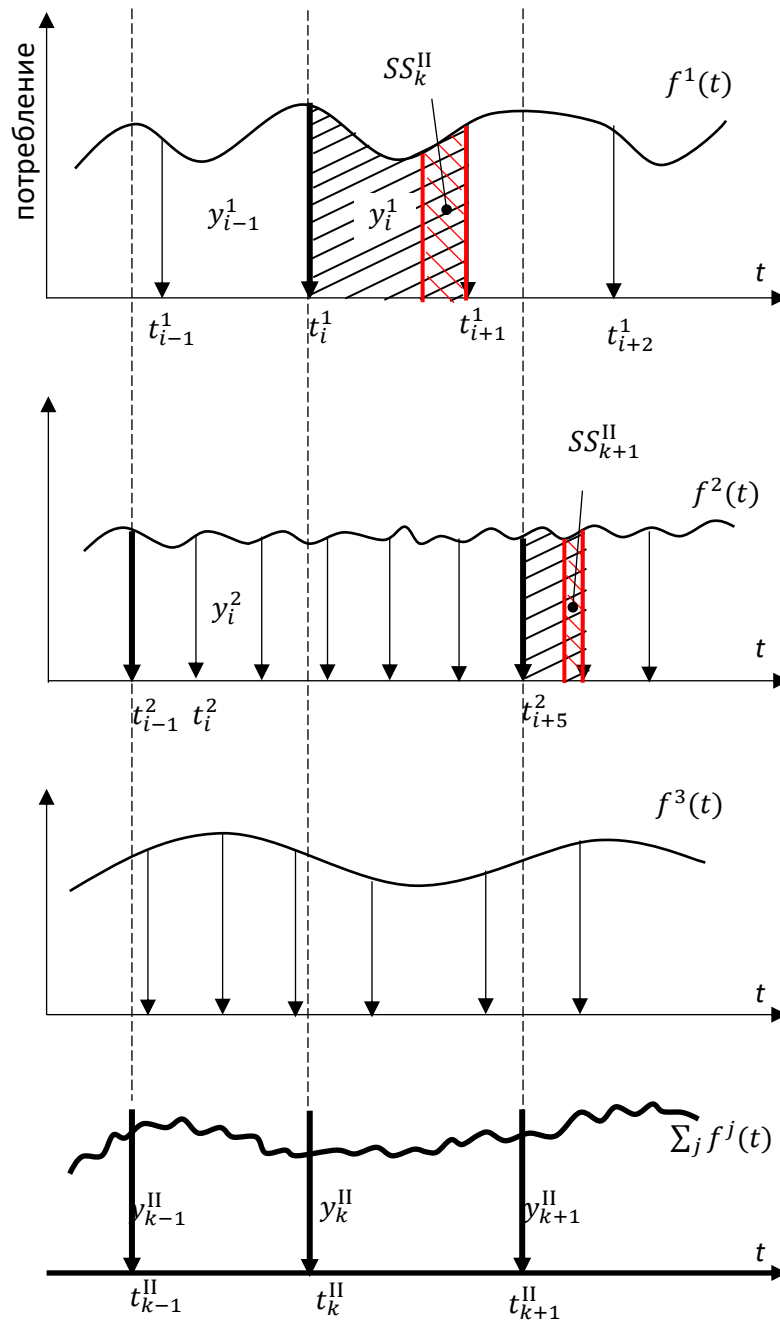 потребление
SS_k^II
f^1(t)
y_{i-1}^1
y_i^1
t
t_{i-1}^1
t_i^1
t_{i+1}^1
t_{i+2}^1
SS_{k+1}^II
f^2(t)
y_i^2
t
t_{i-1}^2
t_i^2
t_{i+5}^2
f^3(t)
t
∑_j f^j(t)
y_{k-1}^II
y_k^II
y_{k+1}^II
t
t_{k-1}^II
t_k^II
t_{k+1}^II